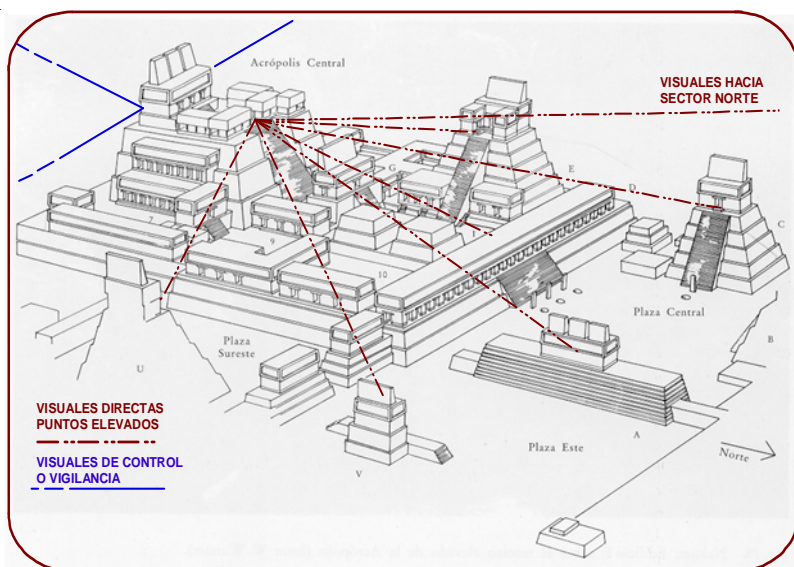 Acrópolis Central
VISUALES HACIA
SECTOR NORTE
G
E
D
C
7
9
1
10
Plaza Central
Plaza
Sureste
U
B
VISUALES DIRECTAS
PUNTOS ELEVADOS
A
Plaza Este
Norte
VISUALES DE CONTROL
O VIGILANCIA
V